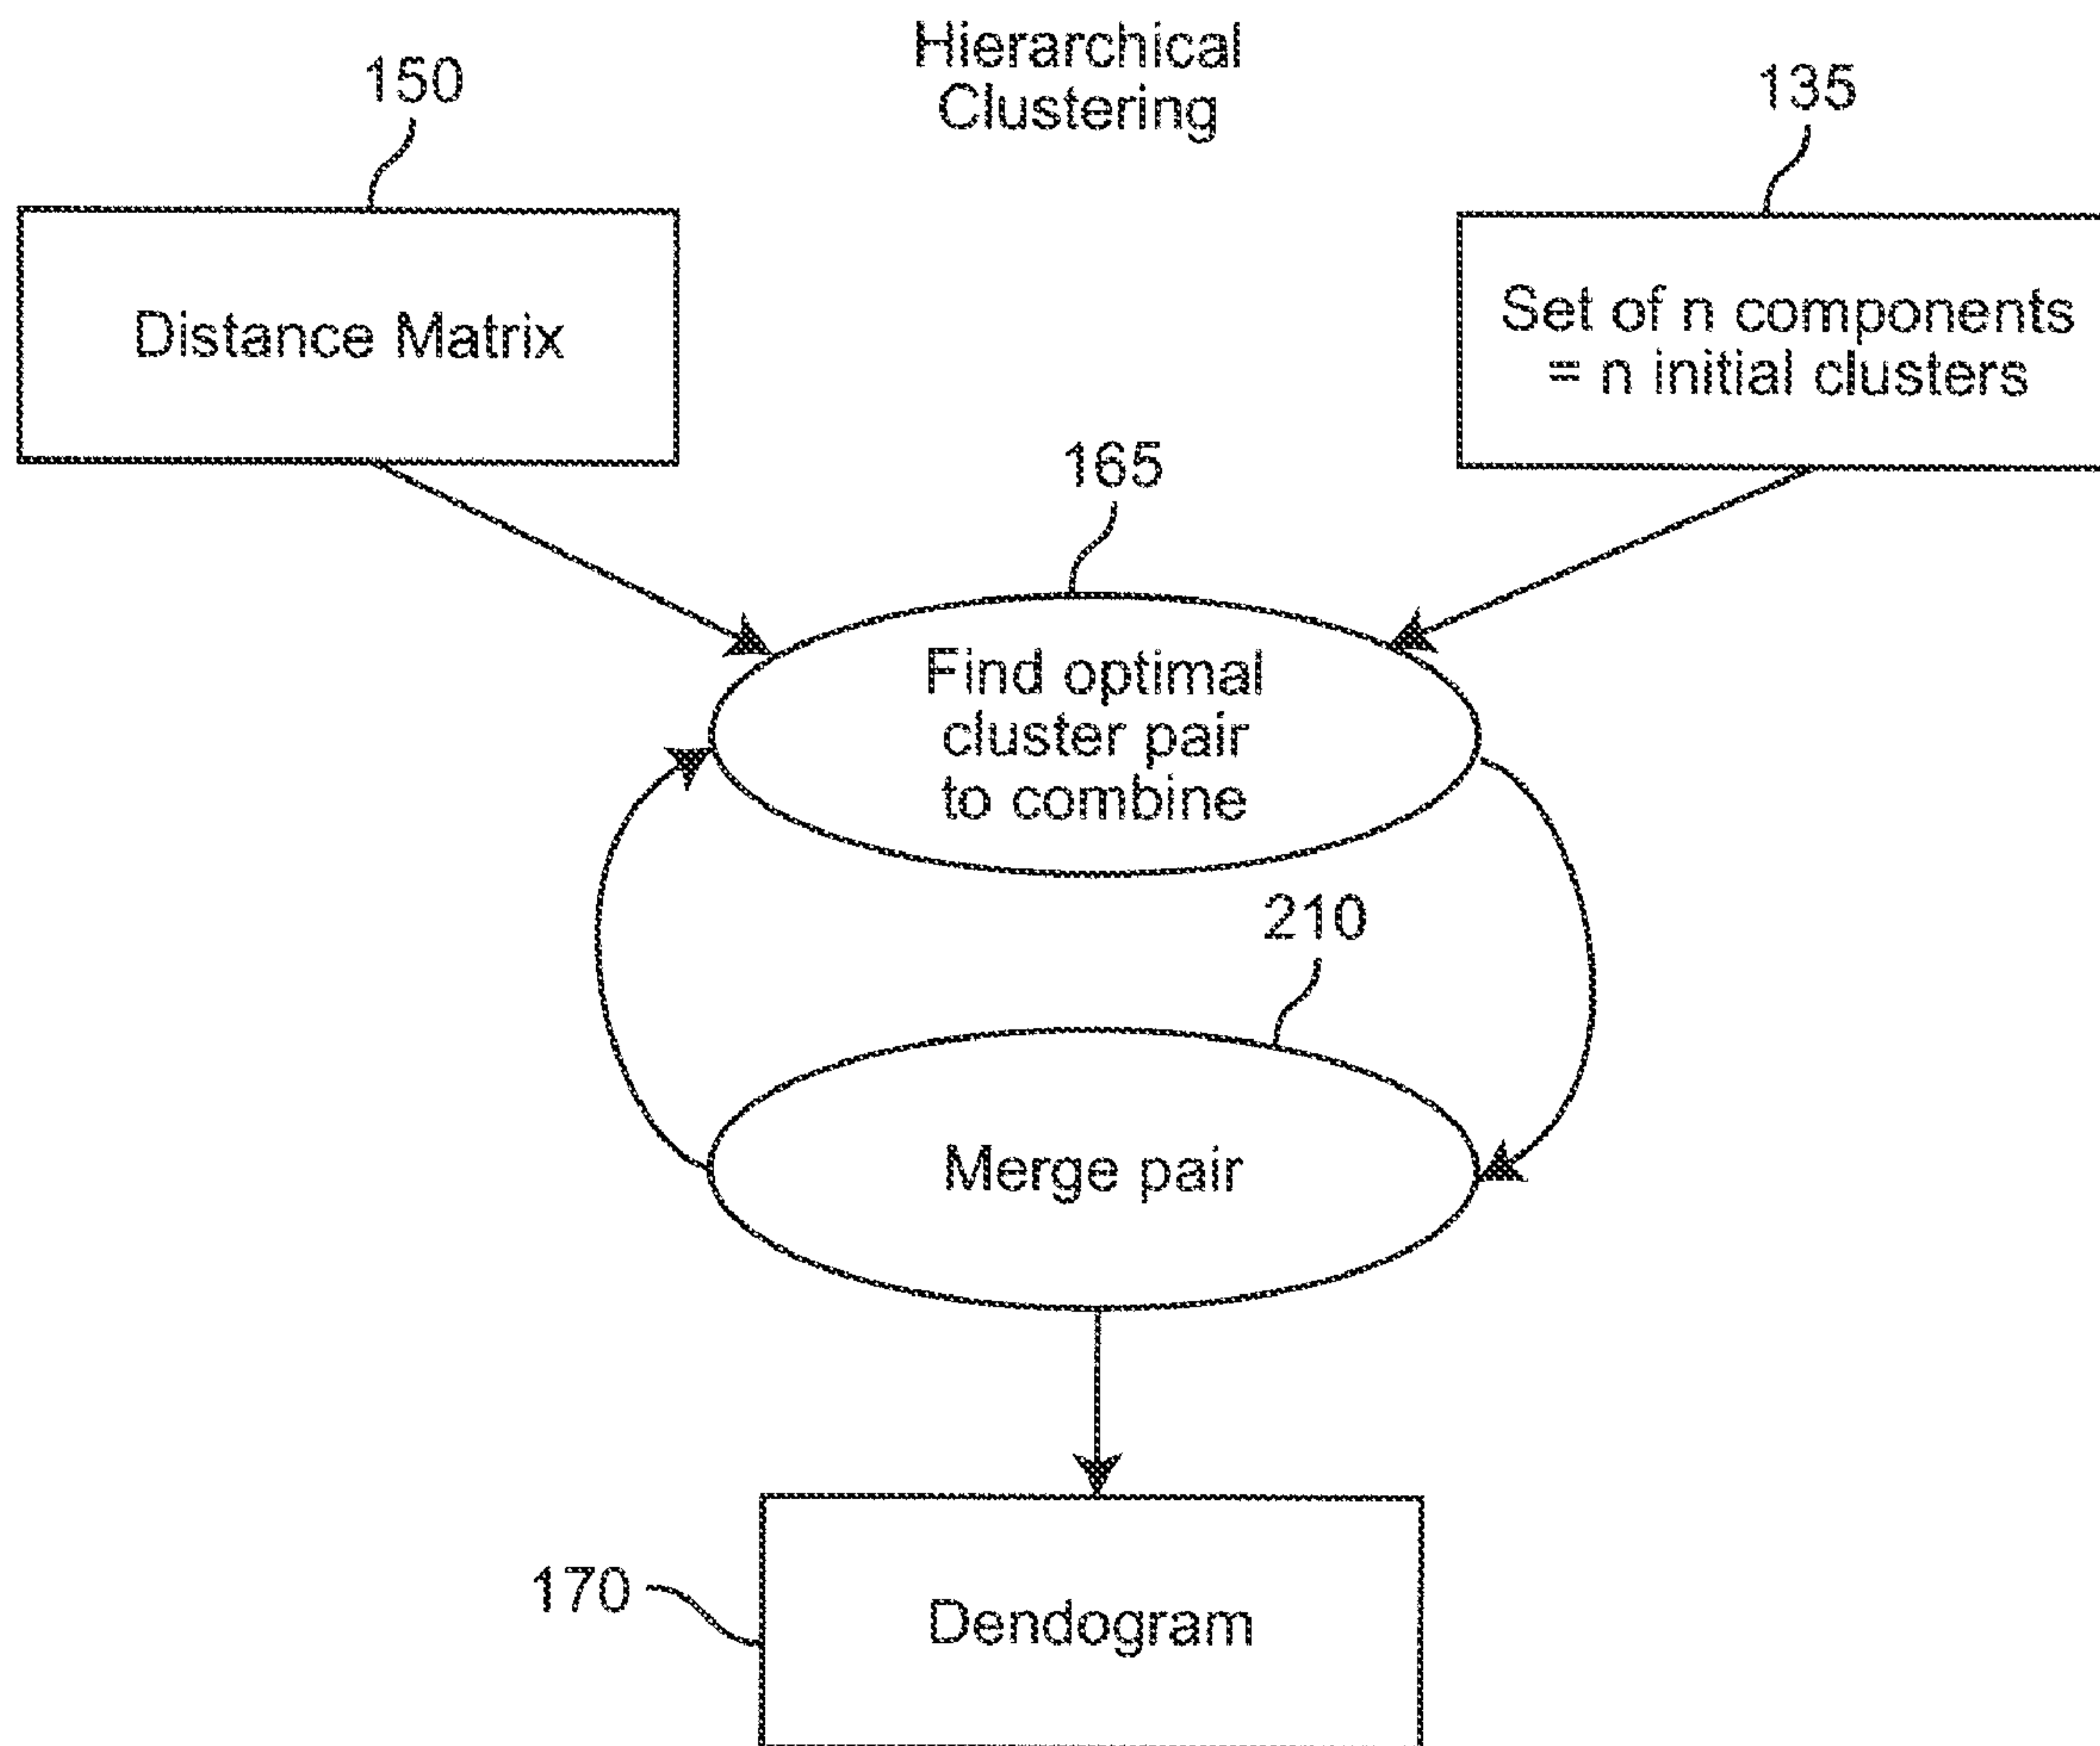 Hierarchical
Clustering
150
135
Distance Matrix
Set of n components
= n initial clusters
165
Find optimal
cluster pair
to combine
210
Merge pair
170
Dendogram